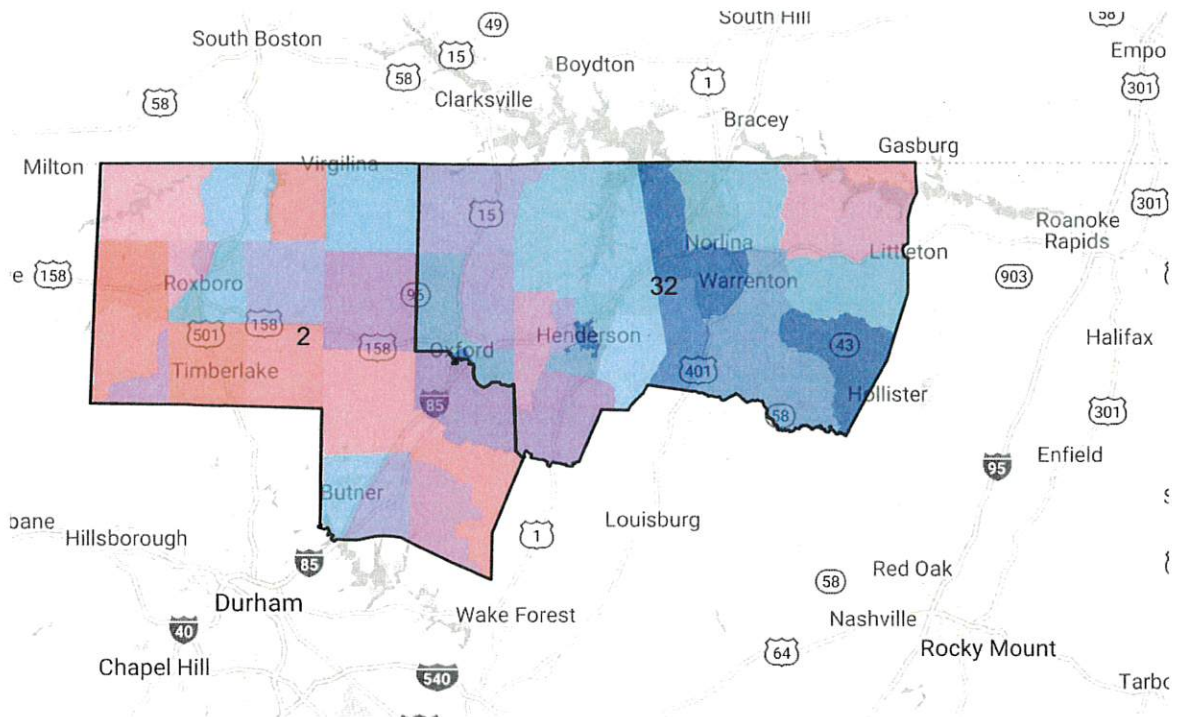 South Hill
49
58
South Boston
15
Empo
58
Boydton
1
301
58
Clarksville
Bracey
Gasburg
Milton
Virgilina
301
15
Roanoke
Rapids
Norlina
Littleton
e
158
Roxboro
96
32
Warrenton
903
501
158
2
158
Henderson
43
Halifax
Oxford
Timberlake
401
Hollister
85
58
301
Enfield
95
Butner
Louisburg
Hillsborough
1
85
Red Oak
58
Durham
Wake Forest
Nashville
40
Rocky Mount
64
Chapel Hill
540
Tarbo